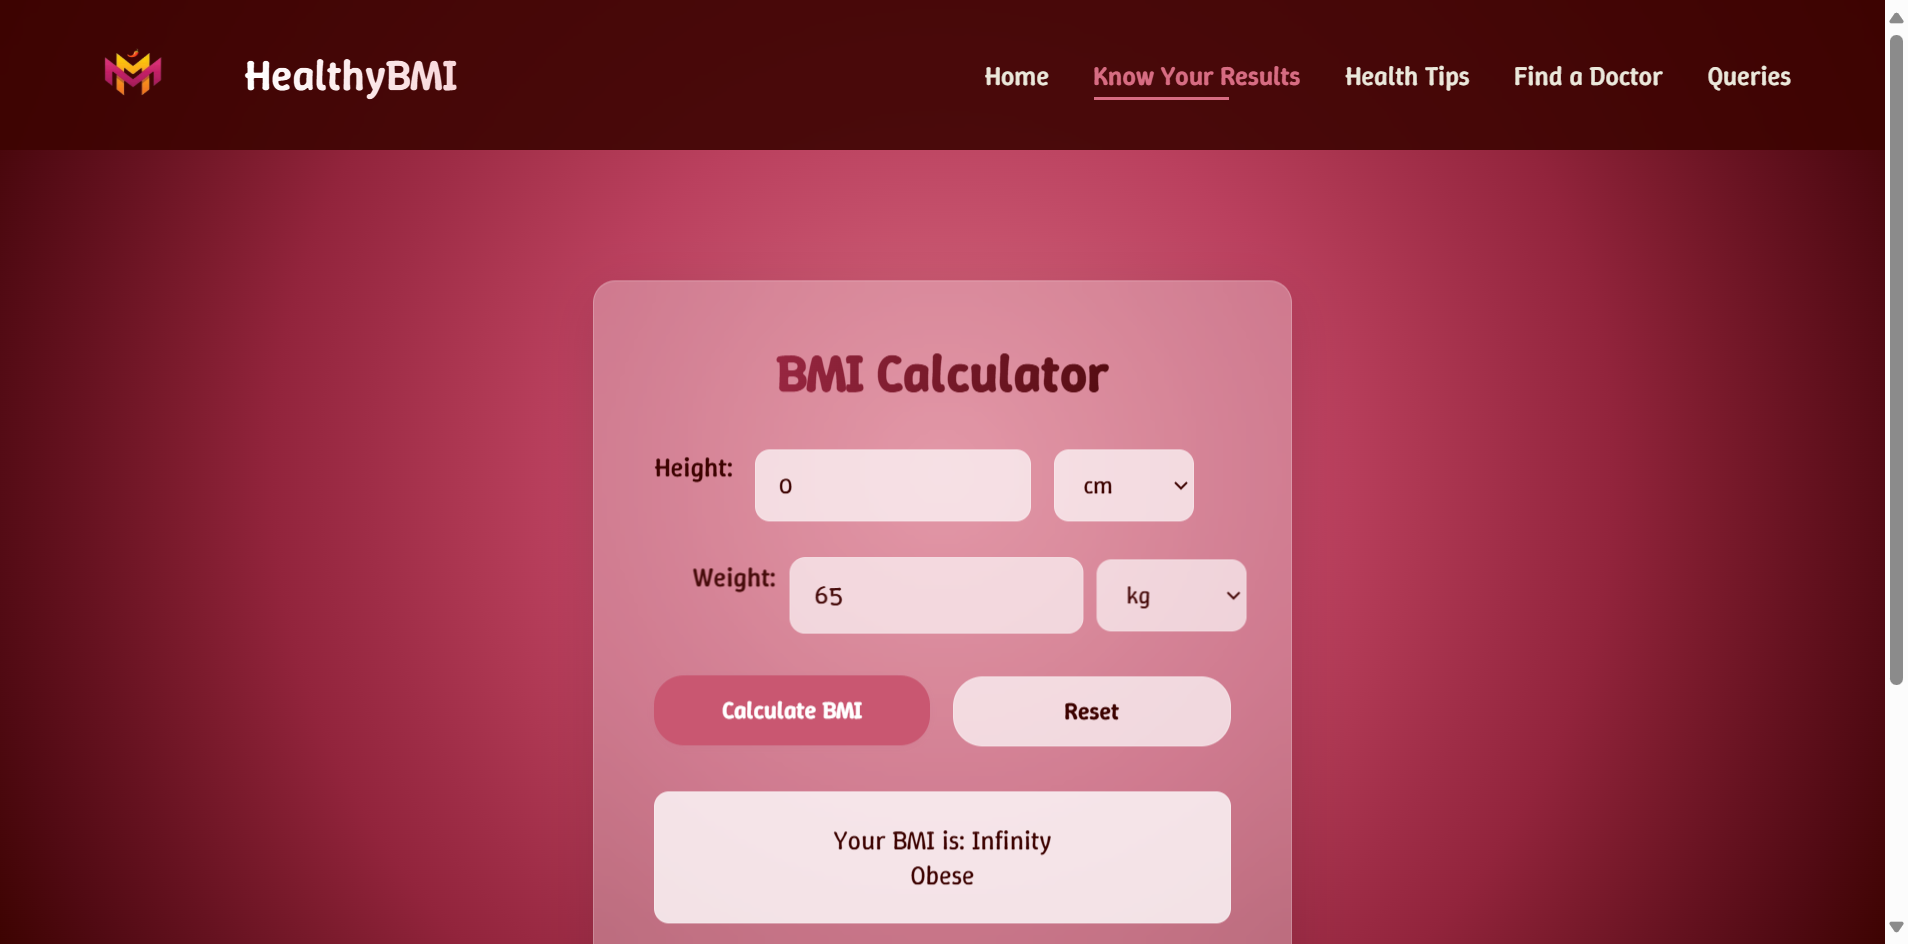 HealthyBMI
Home Know Your Results Health Tips Find a Doctor Queries
BMI Calculator
Height: 0 cm
Weight: 65 kg
Calculate BMI Reset
Your BMI is: Infinity
Obese